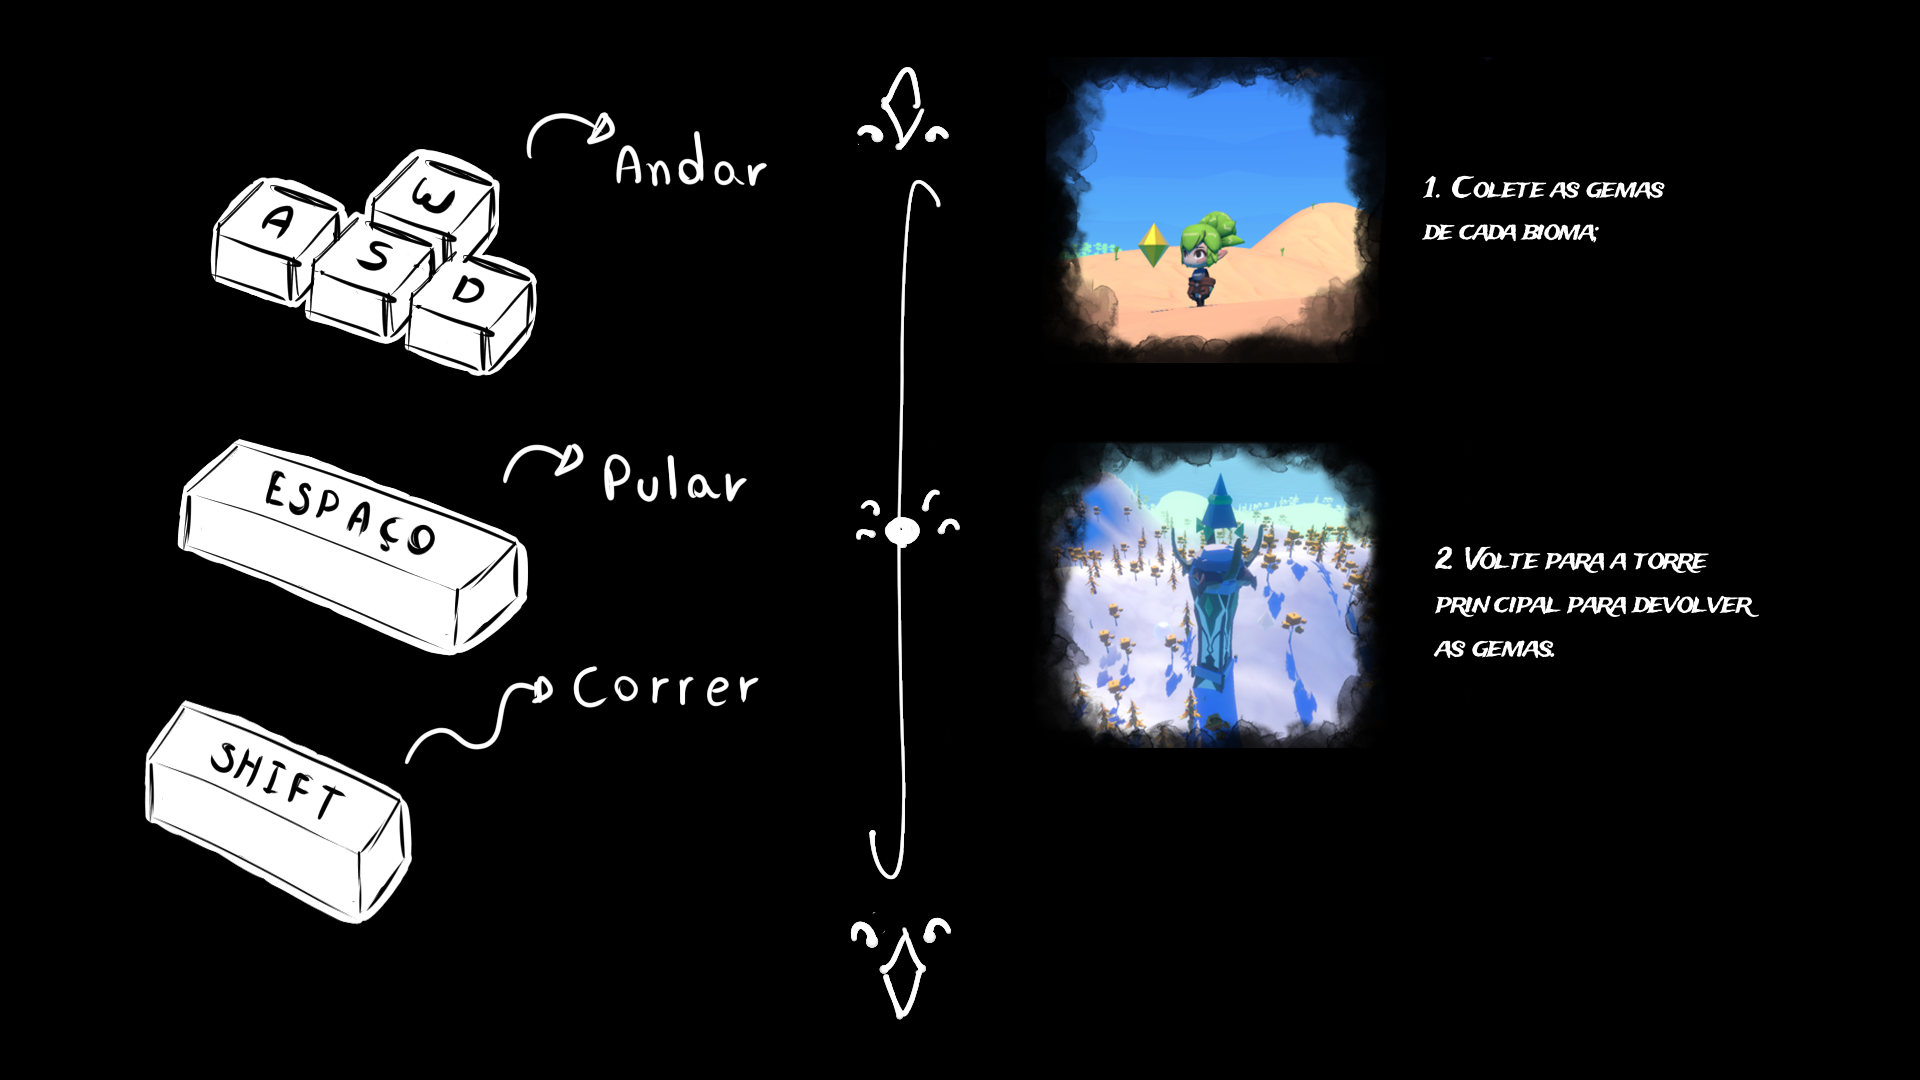 W
A
S
D
Andar
ESPAÇO
Pular
SHIFT
Correr
1. COLETE AS GEMAS
DE CADA BIOMA;
2. VOLTE PARA A TORRE
PRINCIPAL PARA DEVOLVER
AS GEMAS.